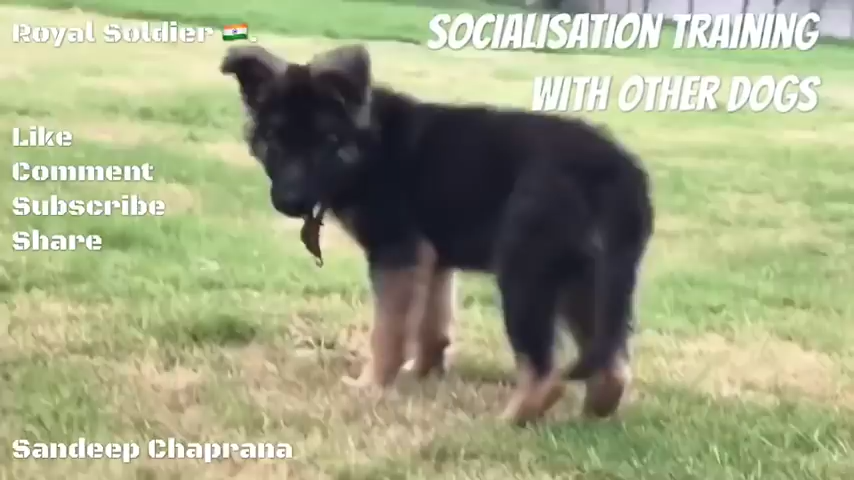 Royal Soldier 🇮🇳.
SOCIALISATION TRAINING
WITH OTHER DOGS
Like
Comment
Subscribe
Share
Sandeep Chaprana